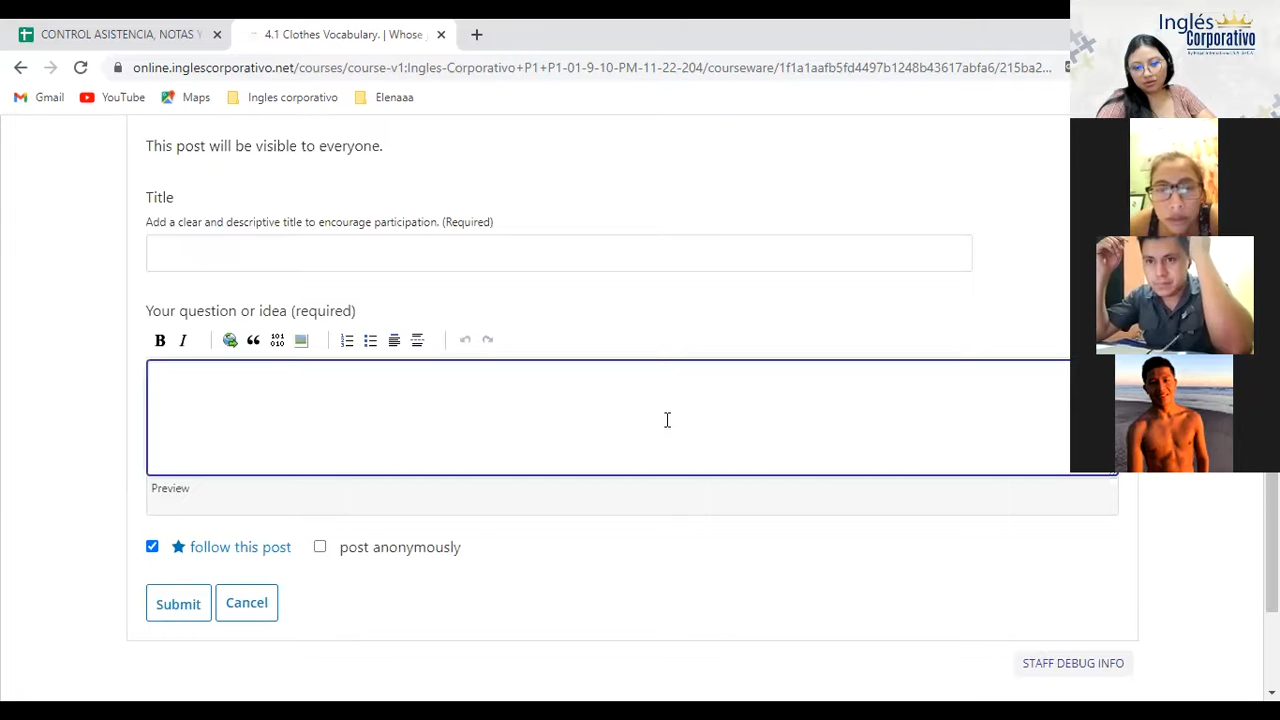 CONTROL ASISTENCIA, NOTAS Y
4.1 Clothes Vocabulary. | Whose
online.inglescorporativo.net/courses/course-v1:Ingles-Corporativo+P1+P1-01-9-10-PM-11-22-204/courseware/1f1a1aafb5fd4497b1248b43617abfa6/215ba2...
Gmail
YouTube
Maps
Ingles corporativo
Elenaaa
Inglés
Corporativo
This post will be visible to everyone.
Title
Add a clear and descriptive title to encourage participation. (Required)
Your question or idea (required)
B I
101
010
Preview
follow this post
post anonymously
Submit
Cancel
STAFF DEBUG INFO